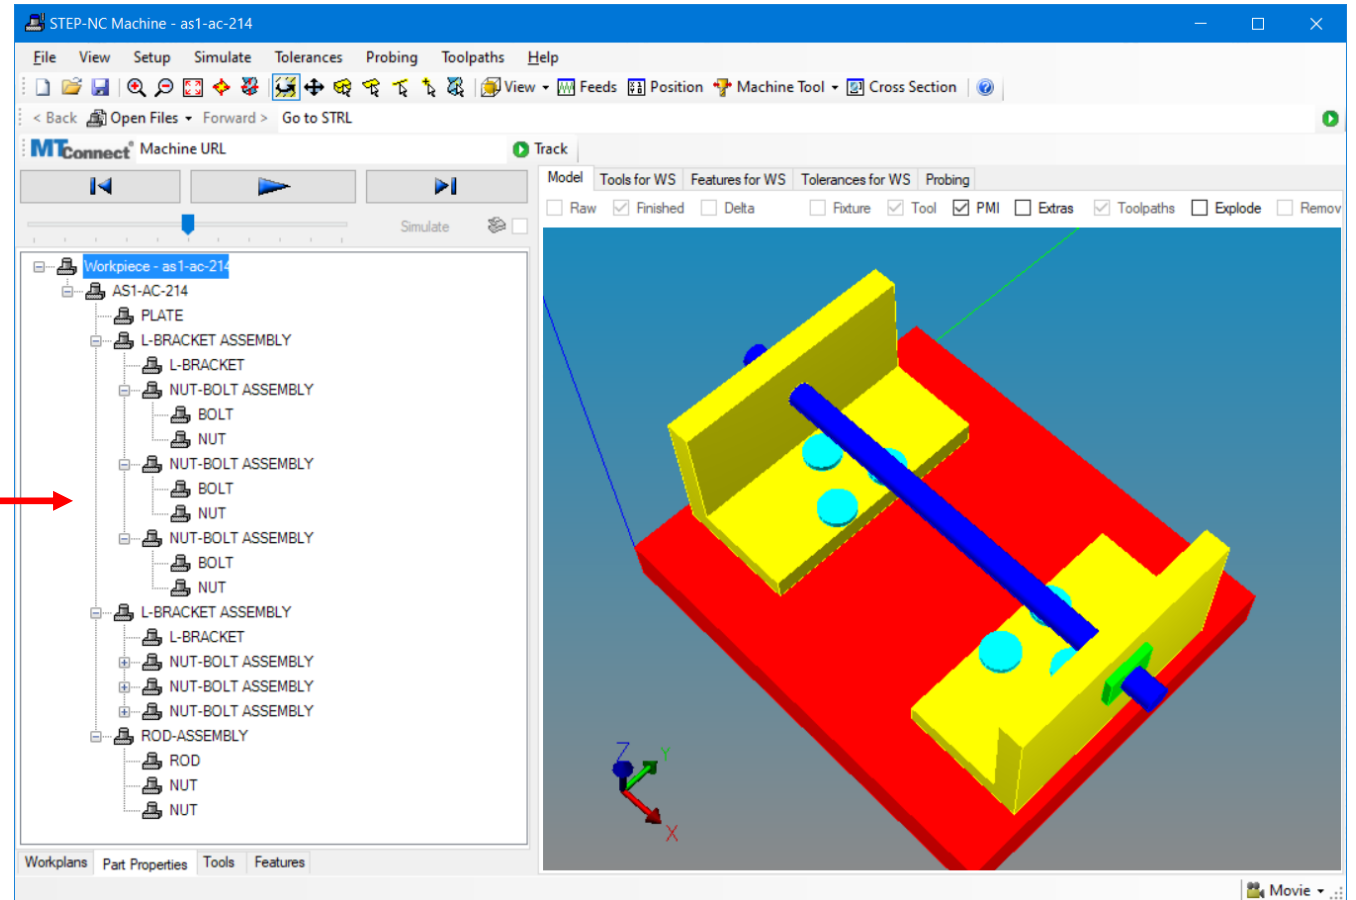 STEP-NC Machine - as1-ac-214
File View Setup Simulate Tolerances Probing Toolpaths Help
View Feeds Position Machine Tool Cross Section
< Back Open Files Forward > Go to STRL
MTConnect® Machine URL Track
Model Tools for WS Features for WS Tolerances for WS Probing
Raw Finished Delta Fixture Tool PMI Extras Toolpaths Explode Remov
Simulate
Workpiece - as1-ac-214
AS1-AC-214
PLATE
L-BRACKET ASSEMBLY
L-BRACKET
NUT-BOLT ASSEMBLY
BOLT
NUT
NUT-BOLT ASSEMBLY
BOLT
NUT
NUT-BOLT ASSEMBLY
BOLT
NUT
L-BRACKET ASSEMBLY
L-BRACKET
NUT-BOLT ASSEMBLY
NUT-BOLT ASSEMBLY
NUT-BOLT ASSEMBLY
ROD-ASSEMBLY
ROD
NUT
NUT
Z Y
X
Workplans Part Properties Tools Features
Movie